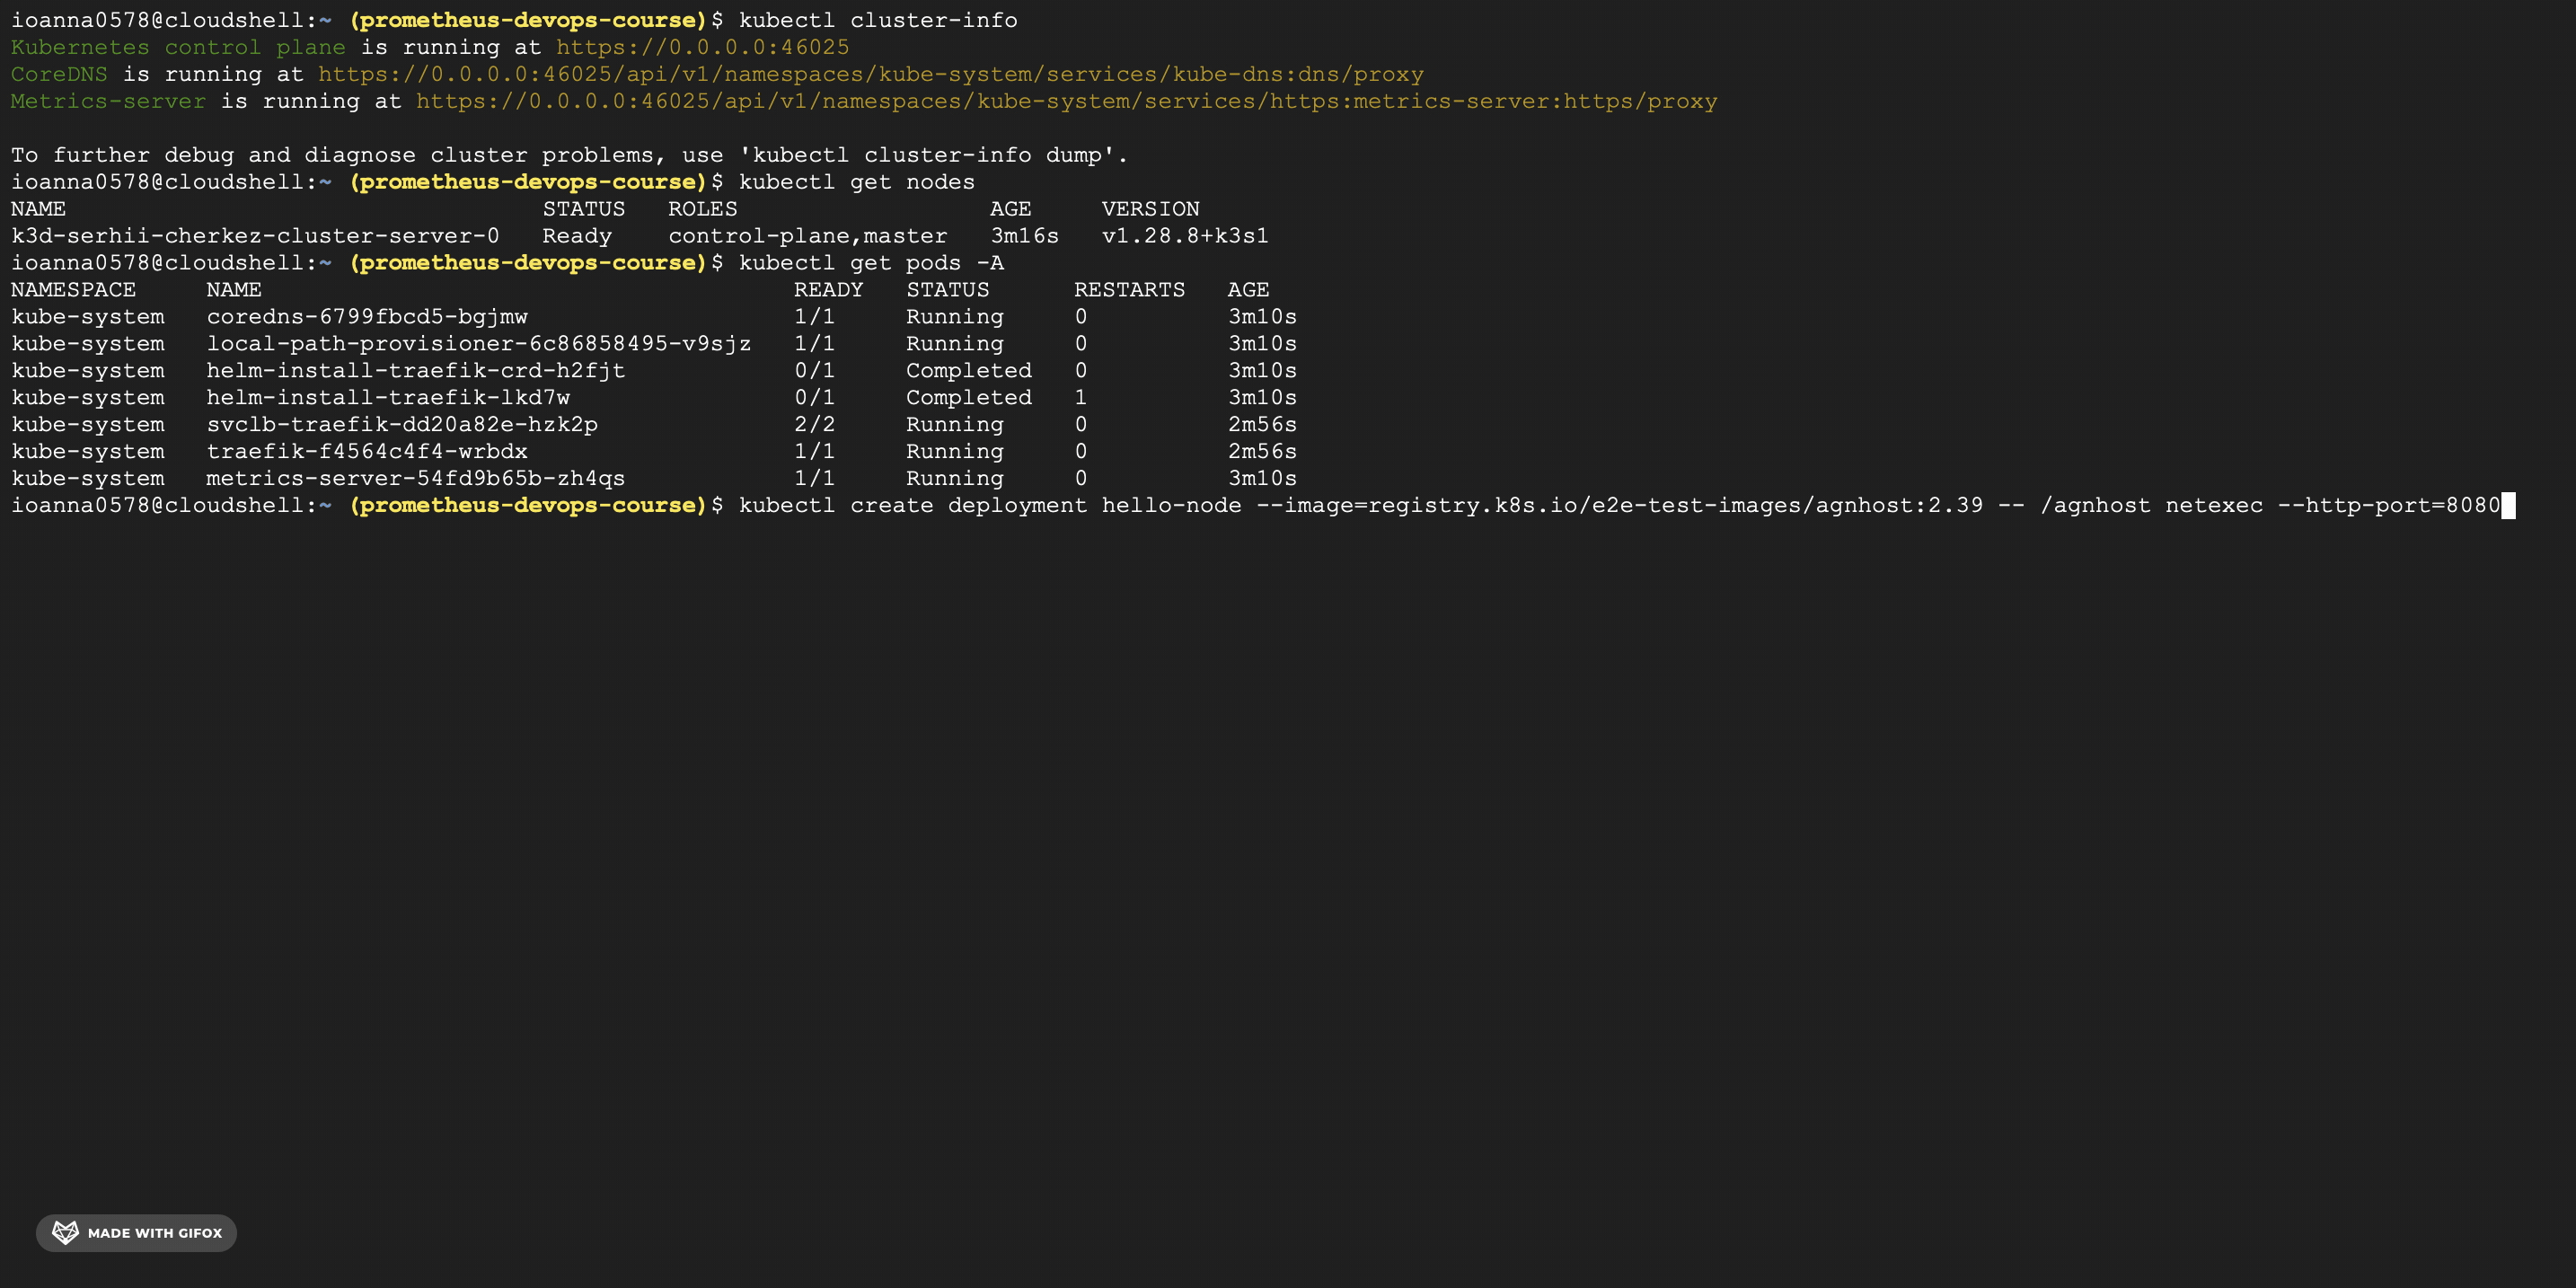 ioanna0578@cloudshell:~ (prometheus-devops-course)$ kubectl cluster-info
Kubernetes control plane is running at https://0.0.0.0:46025
CoreDNS is running at https://0.0.0.0:46025/api/v1/namespaces/kube-system/services/kube-dns:dns/proxy
Metrics-server is running at https://0.0.0.0:46025/api/v1/namespaces/kube-system/services/https:metrics-server:https/proxy
To further debug and diagnose cluster problems, use 'kubectl cluster-info dump'.
ioanna0578@cloudshell:~ (prometheus-devops-course)$ kubectl get nodes
NAME STATUS ROLES AGE VERSION
k3d-serhii-cherkez-cluster-server-0 Ready control-plane,master 3m16s v1.28.8+k3s1
ioanna0578@cloudshell:~ (prometheus-devops-course)$ kubectl get pods -A
NAMESPACE NAME READY STATUS RESTARTS AGE
kube-system coredns-6799fbcd5-bgjmw 1/1 Running 0 3m10s
kube-system local-path-provisioner-6c86858495-v9sjz 1/1 Running 0 3m10s
kube-system helm-install-traefik-crd-h2fjt 0/1 Completed 0 3m10s
kube-system helm-install-traefik-lkd7w 0/1 Completed 1 3m10s
kube-system svclb-traefik-dd20a82e-hzk2p 2/2 Running 0 2m56s
kube-system traefik-f4564c4f4-wrbdx 1/1 Running 0 2m56s
kube-system metrics-server-54fd9b65b-zh4qs 1/1 Running 0 3m10s
ioanna0578@cloudshell:~ (prometheus-devops-course)$ kubectl create deployment hello-node --image=registry.k8s.io/e2e-test-images/agnhost:2.39 -- /agnhost netexec --http-port=8080
MADE WITH GIFOX